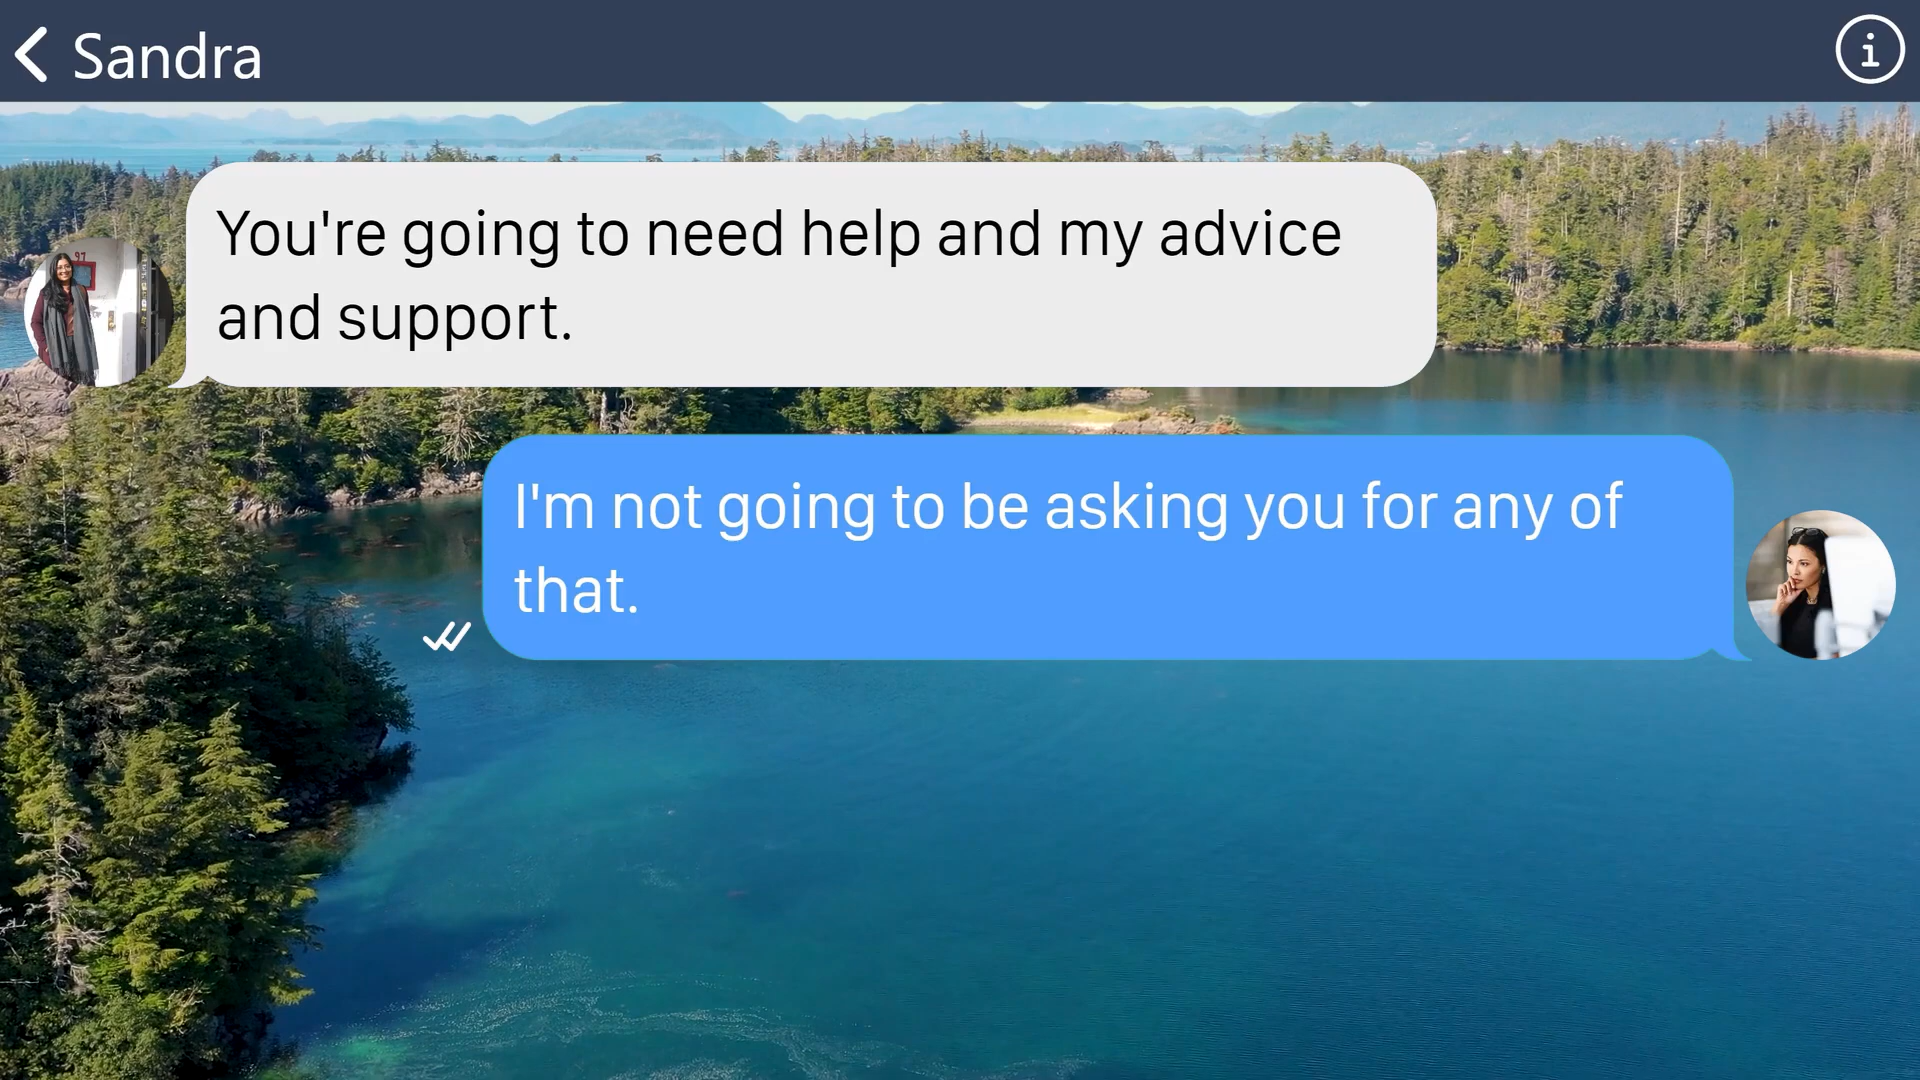 Sandra
You're going to need help and my advice
and support.
I'm not going to be asking you for any of
that.
97